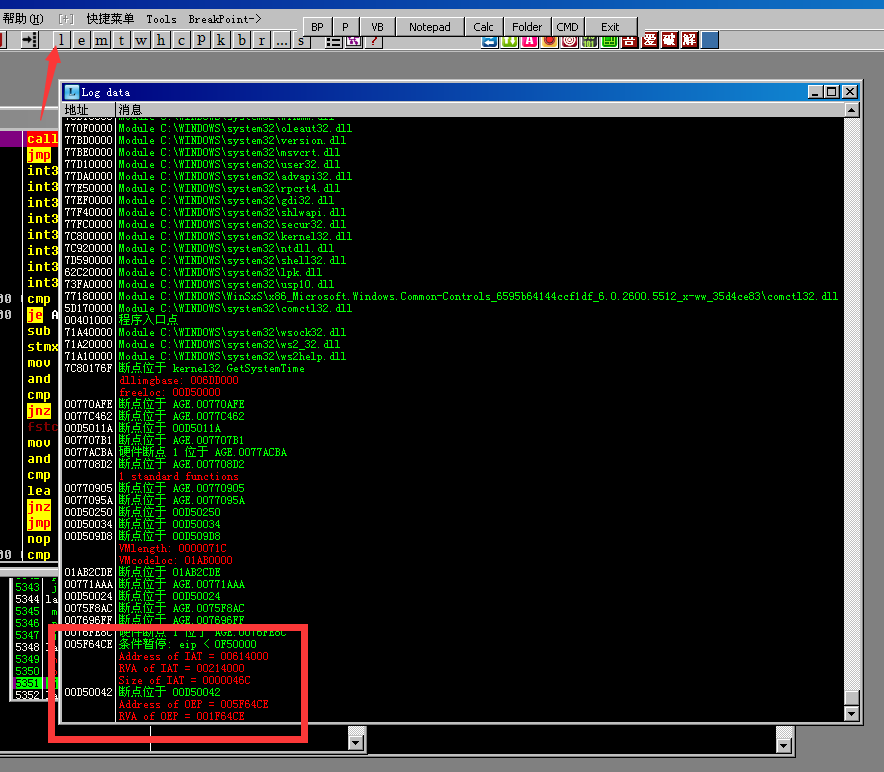 帮助(H) [+] 快捷菜单 Tools BreakPoint->
BP P VB Notepad Calc Folder CMD Exit
l e m t w h c p k b r ... s
? A 吾 爱 破 解
L Log data
地址 消息
770F0000 Module C:\WINDOWS\system32\oleaut32.dll
77BD0000 Module C:\WINDOWS\system32\version.dll
77BE0000 Module C:\WINDOWS\system32\msvcrt.dll
77D10000 Module C:\WINDOWS\system32\user32.dll
77DA0000 Module C:\WINDOWS\system32\advapi32.dll
77E50000 Module C:\WINDOWS\system32\rpcrt4.dll
77EF0000 Module C:\WINDOWS\system32\gdi32.dll
77F40000 Module C:\WINDOWS\system32\shlwapi.dll
77FC0000 Module C:\WINDOWS\system32\secur32.dll
7C800000 Module C:\WINDOWS\system32\kernel32.dll
7C920000 Module C:\WINDOWS\system32\ntdll.dll
7D590000 Module C:\WINDOWS\system32\shell32.dll
62C20000 Module C:\WINDOWS\system32\lpk.dll
73FA0000 Module C:\WINDOWS\system32\usp10.dll
77180000 Module C:\WINDOWS\WinSxS\x86_Microsoft.Windows.Common-Controls_6595b64144ccf1df_6.0.2600.5512_x-ww_35d4ce83\comctl32.dll
5D170000 Module C:\WINDOWS\system32\comctl32.dll
00401000 程序入口点
71A40000 Module C:\WINDOWS\system32\wsock32.dll
71A20000 Module C:\WINDOWS\system32\ws2_32.dll
71A10000 Module C:\WINDOWS\system32\ws2help.dll
7C80176F 断点位于 kernel32.GetSystemTime
dllimgbase: 006DD000
freeloc: 00D50000
00770AFE 断点位于 AGE.00770AFE
0077C462 断点位于 AGE.0077C462
00D5011A 断点位于 00D5011A
007707B1 断点位于 AGE.007707B1
0077ACBA 硬件断点 1 位于 AGE.0077ACBA
007708D2 断点位于 AGE.007708D2
1 standard functions
00770905 断点位于 AGE.00770905
0077095A 断点位于 AGE.0077095A
00D50250 断点位于 00D50250
00D50034 断点位于 00D50034
00D509D8 断点位于 00D509D8
VMlength: 0000071C
VMcodeloc: 01AB0000
01AB2CDE 断点位于 01AB2CDE
00771AAA 断点位于 AGE.00771AAA
00D50024 断点位于 00D50024
0075F8AC 断点位于 AGE.0075F8AC
007696FF 断点位于 AGE.007696FF
0076FE8C 硬件断点 1 位于 AGE.0076FE8C
005F64CE 条件暂停: eip < 0F50000
Address of IAT = 00614000
RVA of IAT = 00214000
Size of IAT = 0000046C
00D50042 断点位于 00D50042
Address of OEP = 005F64CE
RVA of OEP = 001F64CE
call
jmp
int3
int3
int3
int3
int3
int3
int3
int3
00 cmp
00 je A
sub
stmx
mov
and
cmp
jnz
fstc
mov
and
cmp
lea
jnz
jmp
nop
00 cmp
5343 j
5344 la
5345
5346
5347
5348 la
5349
5350
5351
5352